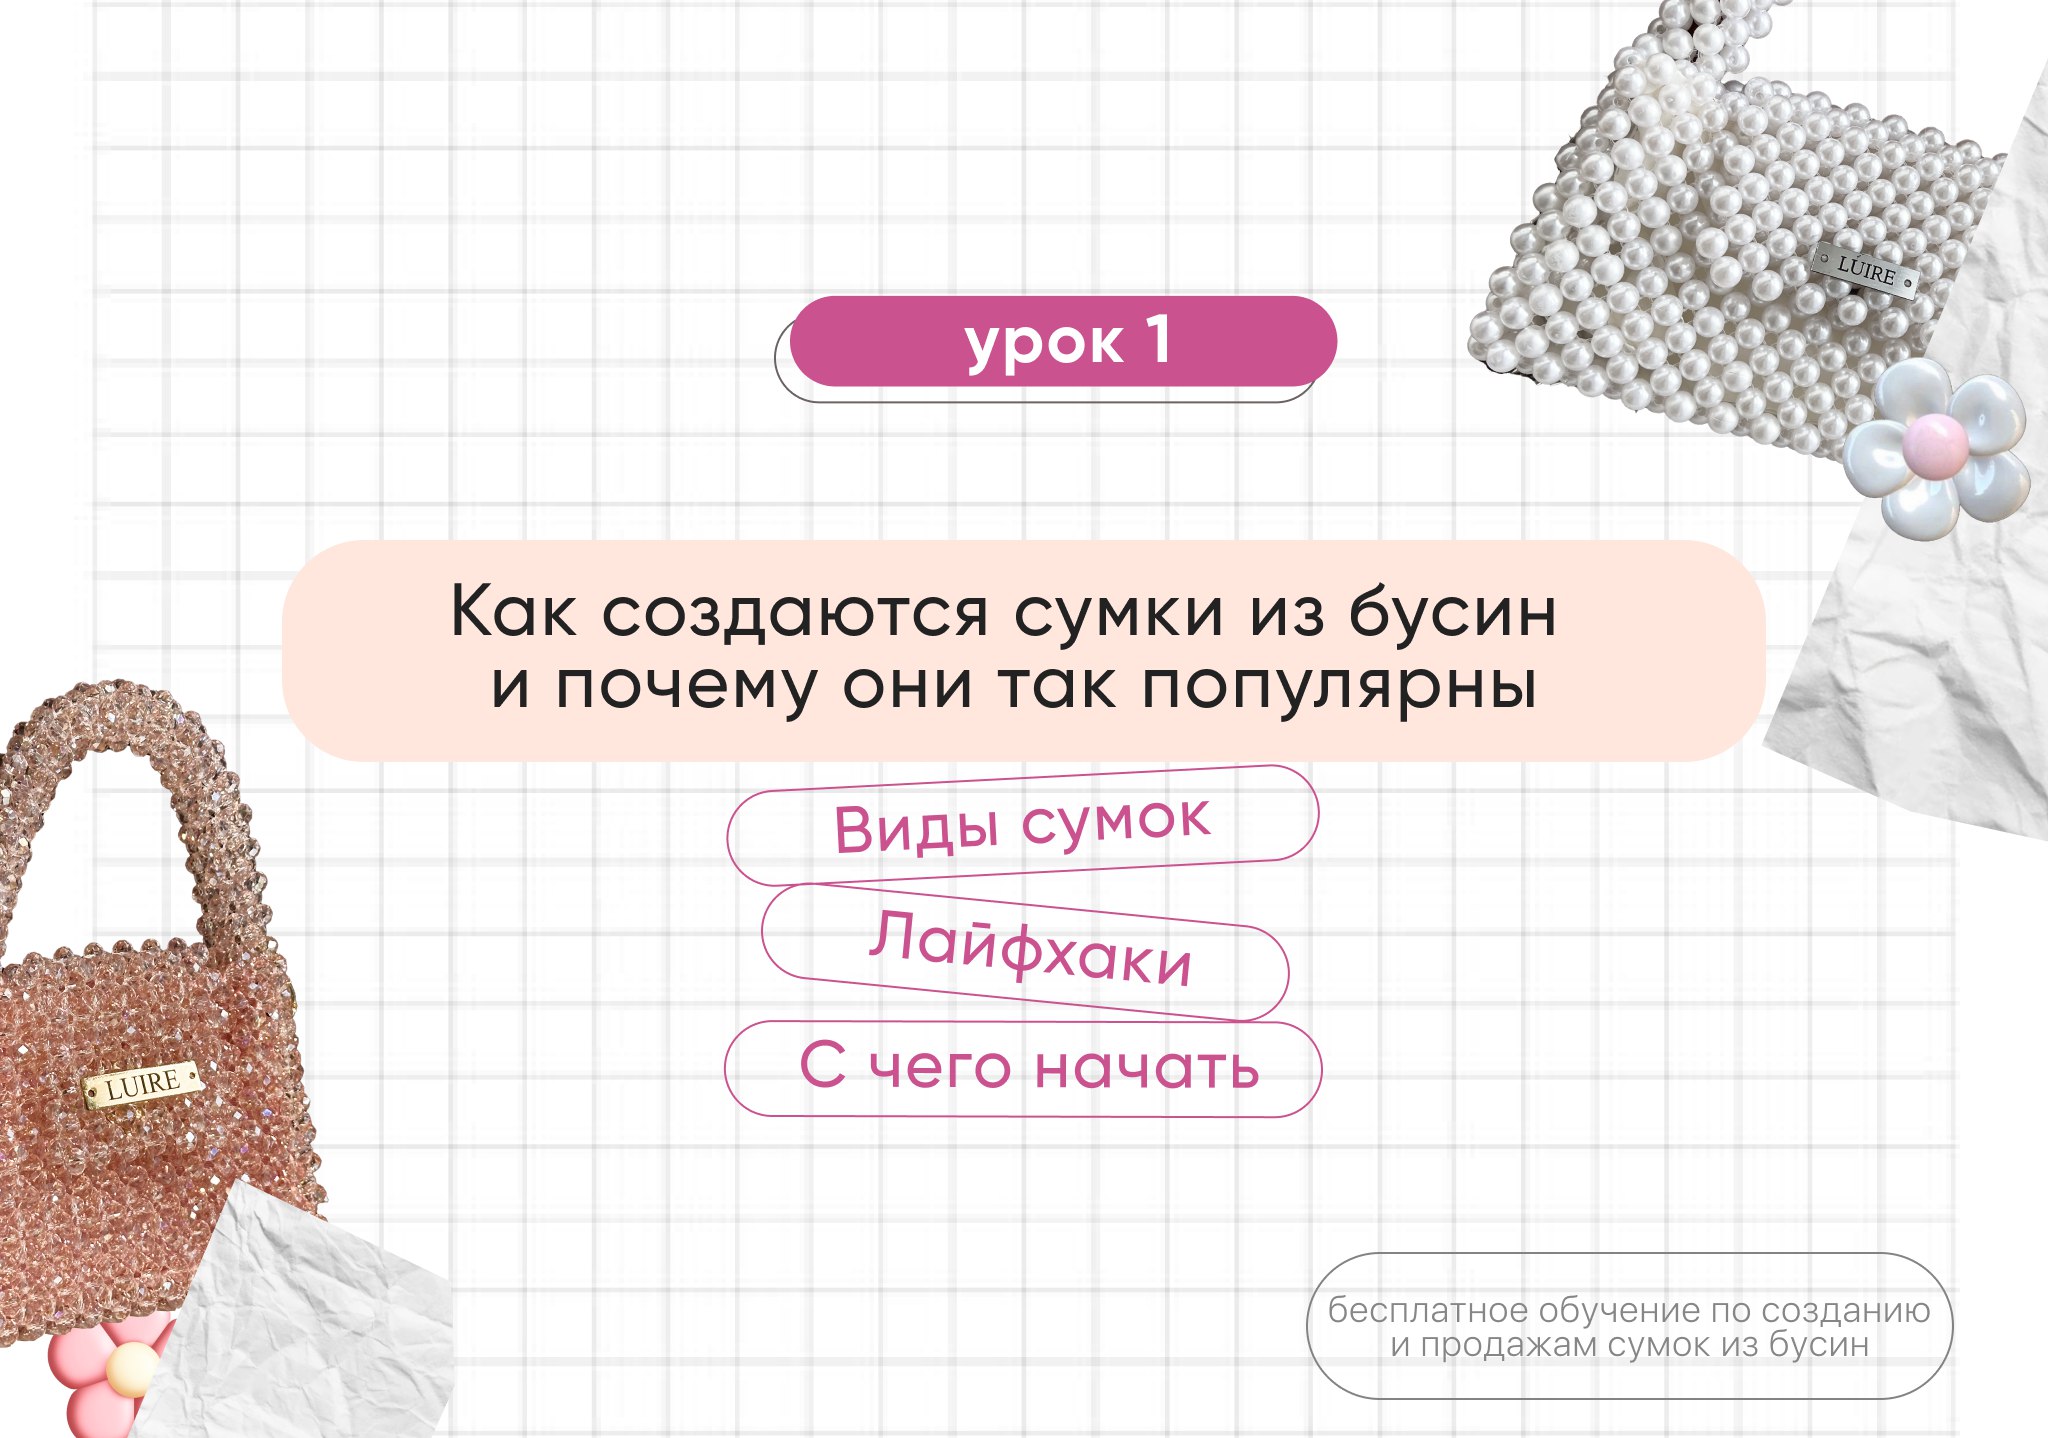 LUIRE
урок 1
Как создаются сумки из бусин
и почему они так популярны
Виды сумок
Лайфхаки
С чего начать
LUIRE
бесплатное обучение по созданию
и продажам сумок из бусин